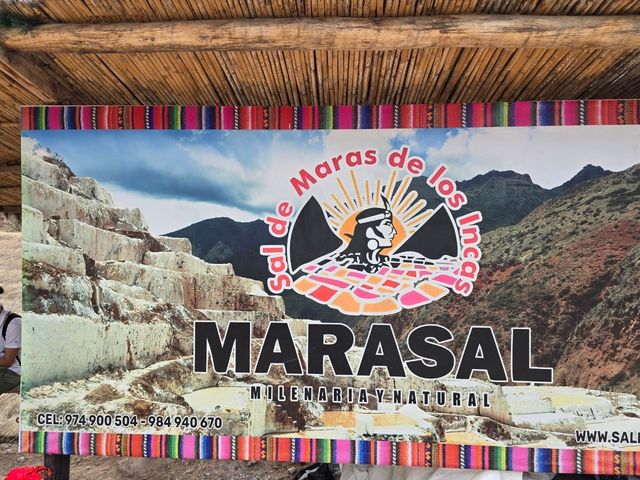 Sal de Maras de los Incas
MARASAL
MILENARIA Y NATURAL
CEL: 974 900 504 - 984 940 670
WWW.SAL